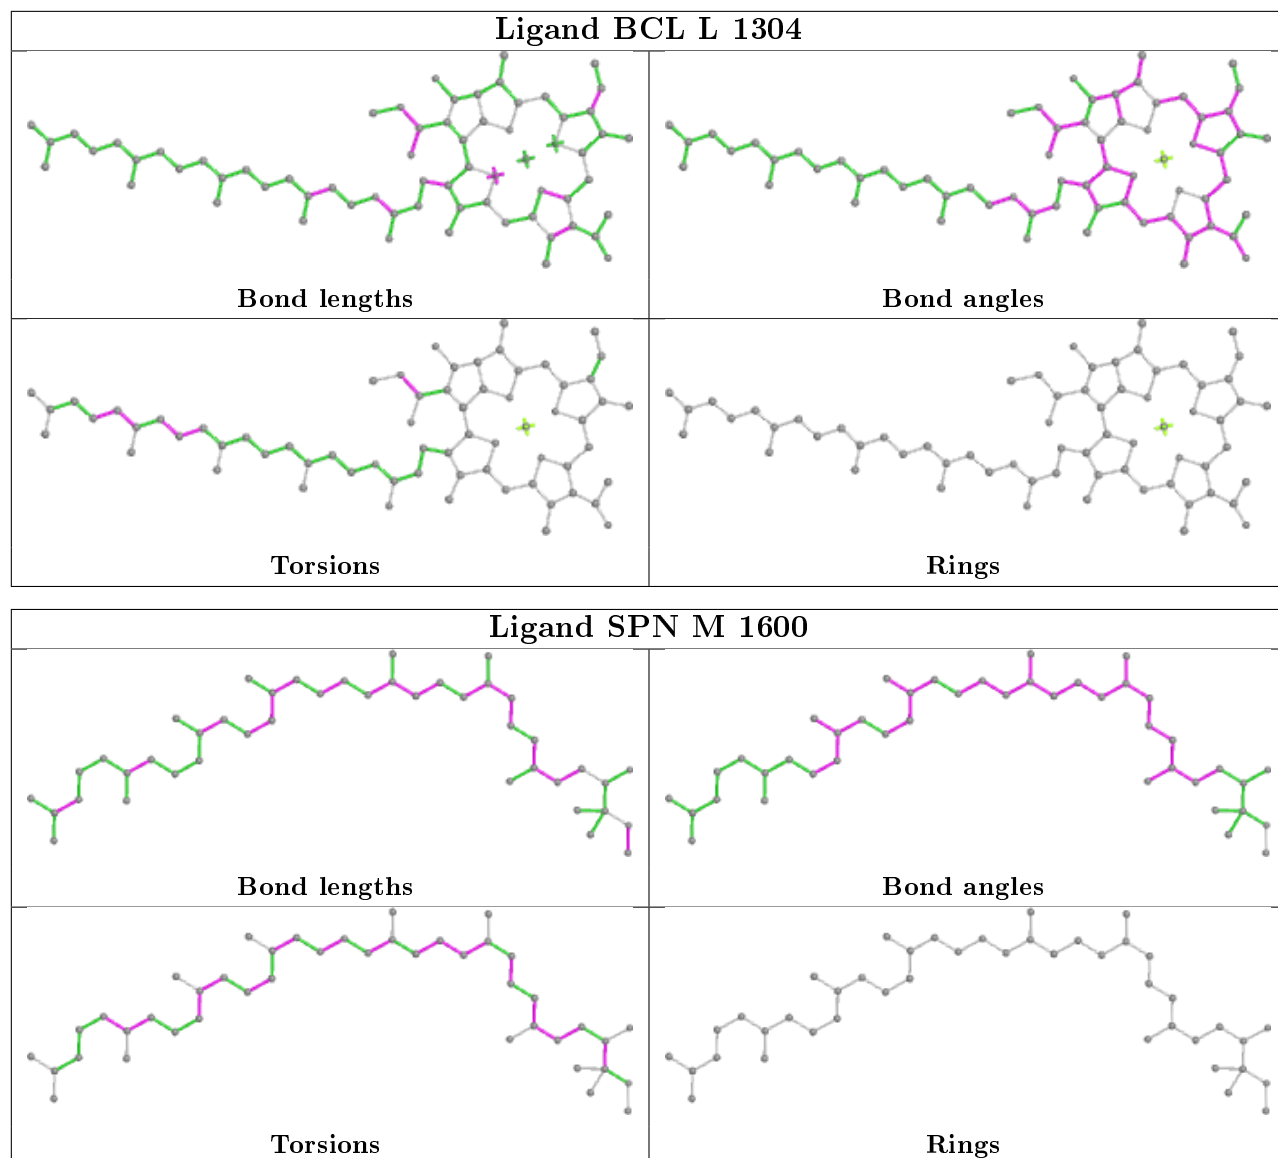 Ligand BCL L 1304
Bond lengths
Bond angles
Torsions
Rings
Ligand SPN M 1600
Bond lengths
Bond angles
Torsions
Rings